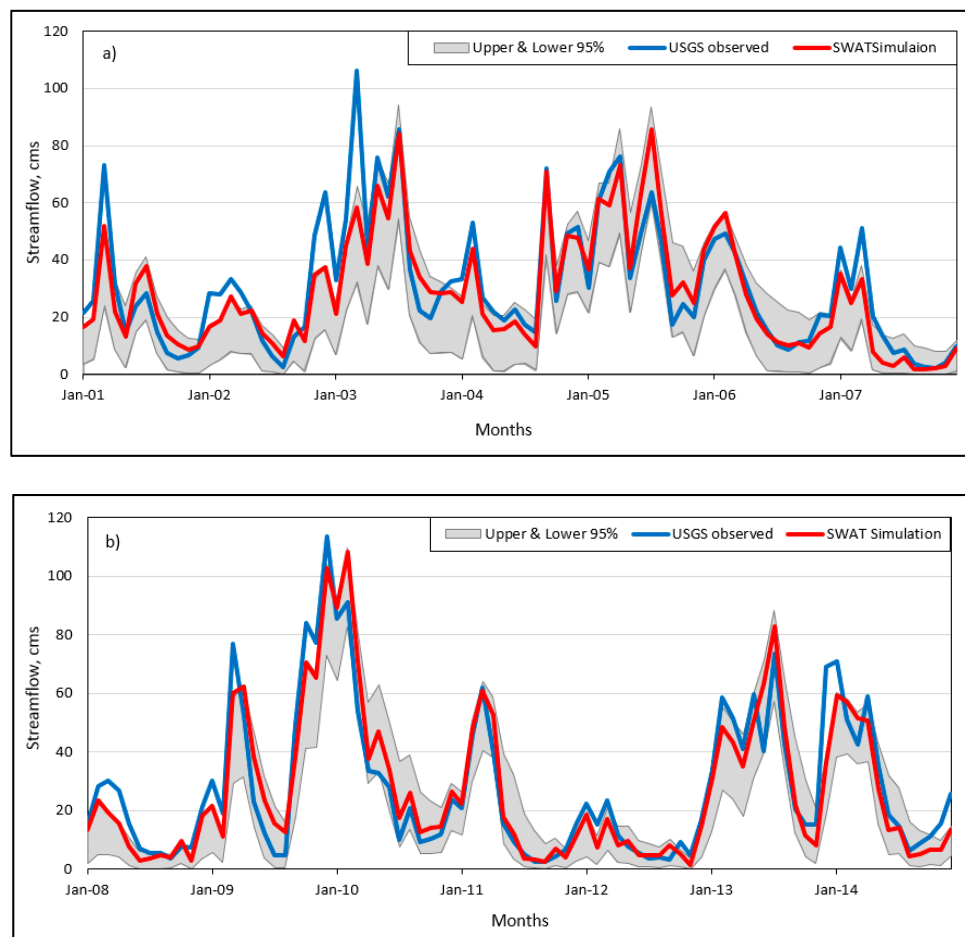 120
a)
Upper & Lower 95% USGS observed SWATSimulaion
100
80
60
40
20
0
Streamflow, cms
Jan-01 Jan-02 Jan-03 Jan-04 Jan-05 Jan-06 Jan-07
Months
120
b)
Upper & Lower 95% USGS observed SWAT Simulation
100
80
60
40
20
0
Streamflow, cms
Jan-08 Jan-09 Jan-10 Jan-11 Jan-12 Jan-13 Jan-14
Months